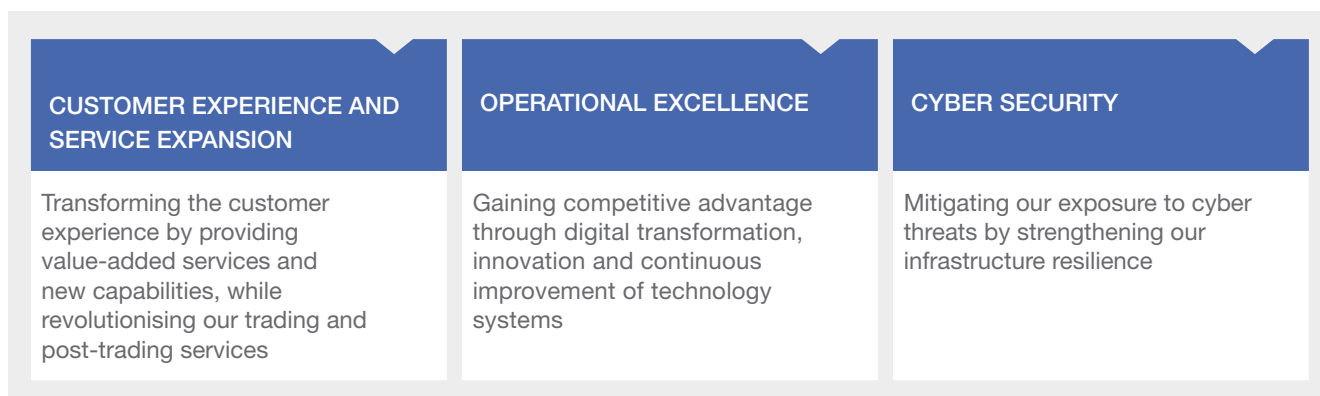 CUSTOMER EXPERIENCE AND
SERVICE EXPANSION
Transforming the customer
experience by providing
value-added services and
new capabilities, while
revolutionising our trading and
post-trading services
OPERATIONAL EXCELLENCE
Gaining competitive advantage
through digital transformation,
innovation and continuous
improvement of technology
systems
CYBER SECURITY
Mitigating our exposure to cyber
threats by strengthening our
infrastructure resilience